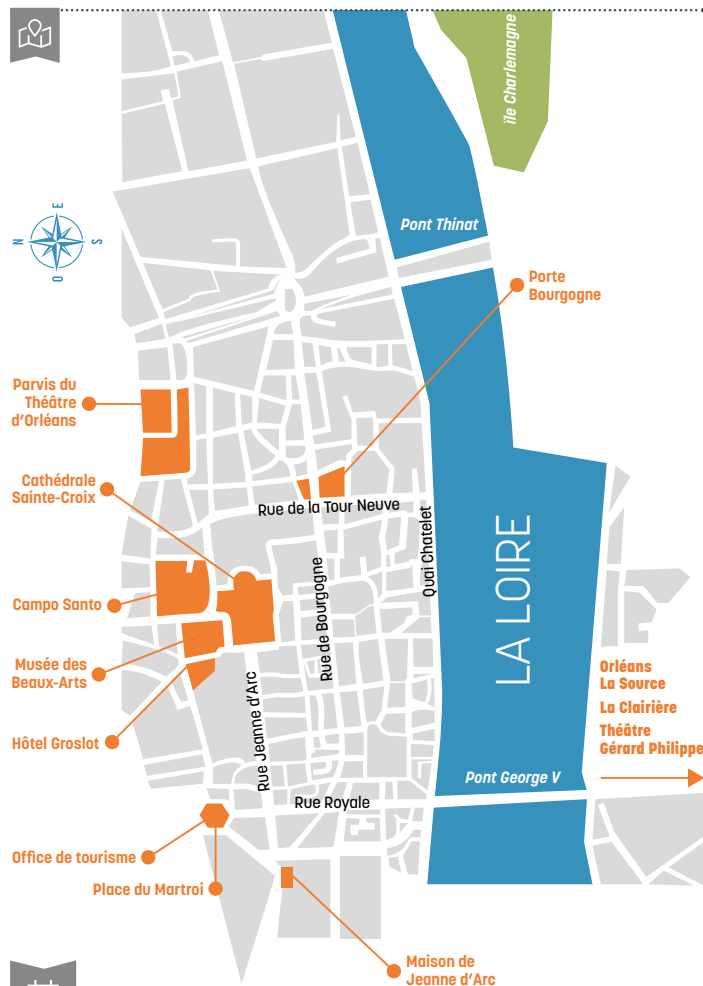 île Charlemagne
E
N
S
O
Pont Thinat
Porte
Bourgogne
Parvis du
Théâtre
d'Orléans
Cathédrale
Sainte-Croix
Rue de la Tour Neuve
Quai Chatelet
Rue de Bourgogne
LA LOIRE
Campo Santo
Musée des
Beaux-Arts
Hôtel Groslot
Rue Jeanne d'Arc
Orléans
La Source
La Clairière
Théâtre
Gérard Philippe
Pont George V
Rue Royale
Office de tourisme
Place du Martroi
Maison de
Jeanne d'Arc